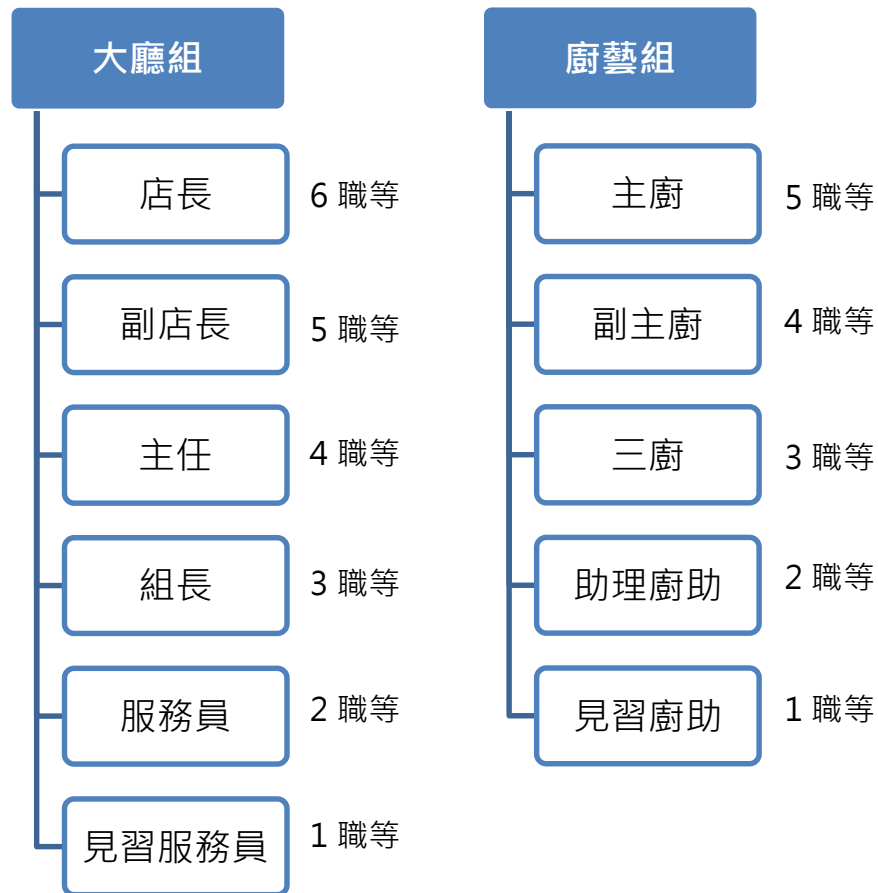 大廳組
店長
6 職等
副店長
5 職等
主任
4 職等
組長
3 職等
服務員
2 職等
見習服務員
1 職等
廚藝組
主廚
5 職等
副主廚
4 職等
三廚
3 職等
助理廚助
2 職等
見習廚助
1 職等